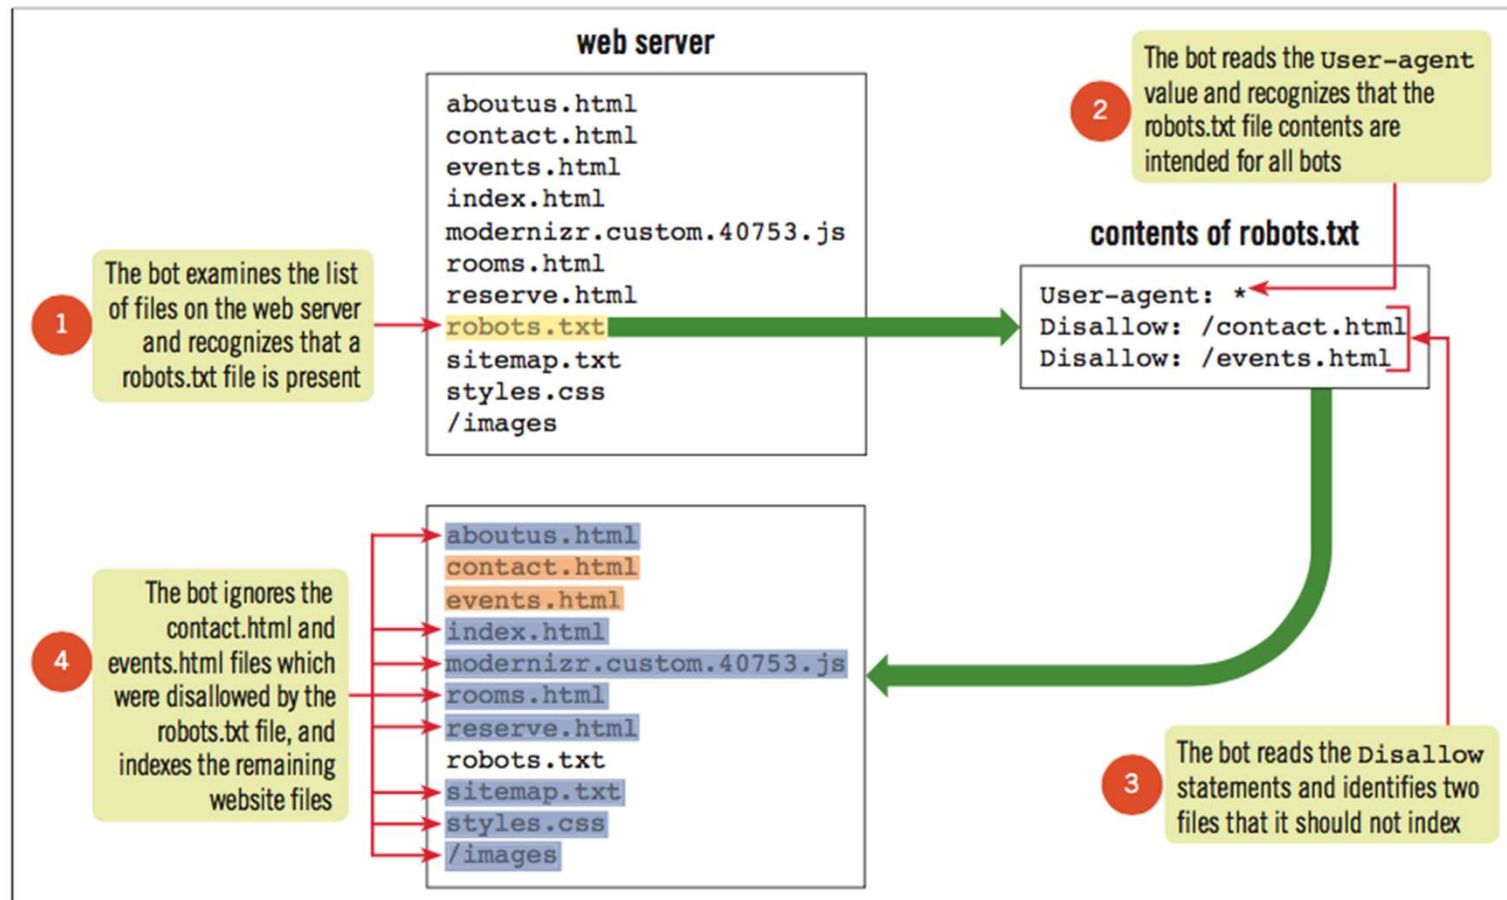 web server
aboutus.html
contact.html
events.html
index.html
modernizr.custom.40753.js
rooms.html
reserve.html
robots.txt
sitemap.txt
styles.css
/images
1
The bot examines the list
of files on the web server
and recognizes that a
robots.txt file is present
2
The bot reads the User-agent
value and recognizes that the
robots.txt file contents are
intended for all bots
contents of robots.txt
User-agent: *
Disallow: /contact.html
Disallow: /events.html
3
The bot reads the Disallow
statements and identifies two
files that it should not index
4
The bot ignores the
contact.html and
events.html files which
were disallowed by the
robots.txt file, and
indexes the remaining
website files
aboutus.html
contact.html
events.html
index.html
modernizr.custom.40753.js
rooms.html
reserve.html
robots.txt
sitemap.txt
styles.css
/images